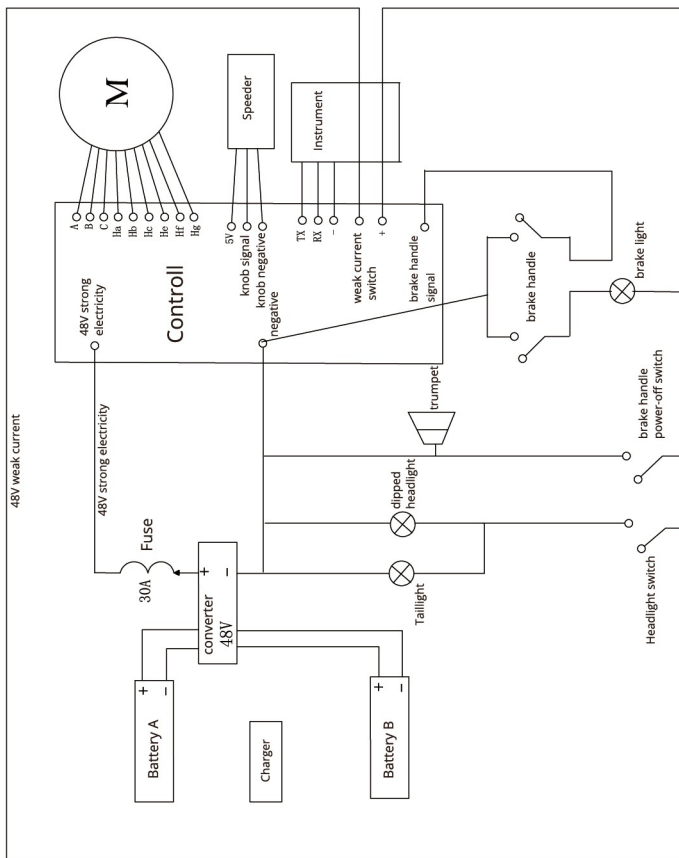 M
A
B
C
Ha
Hb
Hc
He
Hf
Hg
Speeder
5V
knob signal
knob negative
Instrument
TX
RX
-
weak current
switch
+
brake handle
signal
48V strong
electricity
Controll
negative
brake handle
brake light
48V weak current
48V strong electricity
Fuse
30A
trumpet
dipped
headlight
Taillight
brake handle
power-off switch
Headlight switch
converter
48V
+
-
Battery A
+
-
Charger
Battery B
+
-